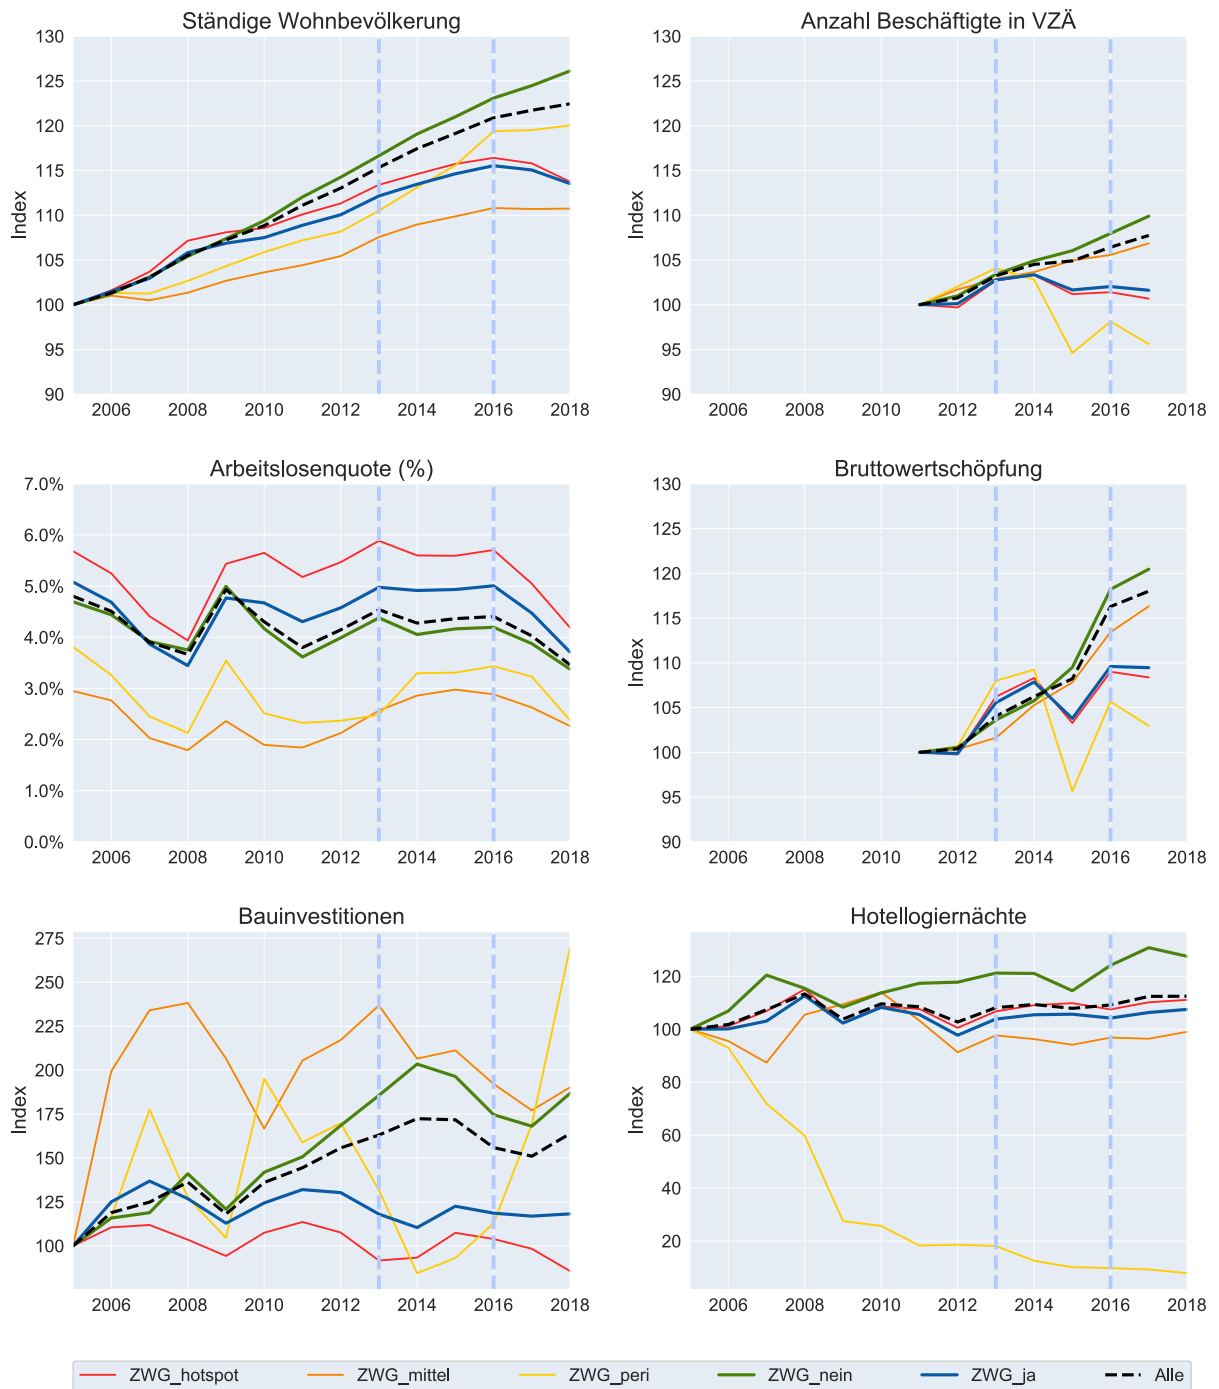 Ständige Wohnbevölkerung
Index
130
125
120
115
110
105
100
95
90
2006 2008 2010 2012 2014 2016 2018
Anzahl Beschäftigte in VZÄ
Index
130
125
120
115
110
105
100
95
90
2006 2008 2010 2012 2014 2016 2018
Arbeitslosenquote (%)
7.0%
6.0%
5.0%
4.0%
3.0%
2.0%
1.0%
0.0%
2006 2008 2010 2012 2014 2016 2018
Bruttowertschöpfung
Index
130
125
120
115
110
105
100
95
90
2006 2008 2010 2012 2014 2016 2018
Bauinvestitionen
Index
275
250
225
200
175
150
125
100
2006 2008 2010 2012 2014 2016 2018
Hotellogiernächte
Index
120
100
80
60
40
20
2006 2008 2010 2012 2014 2016 2018
ZWG_hotspot ZWG_mittel ZWG_peri ZWG_nein ZWG_ja Alle